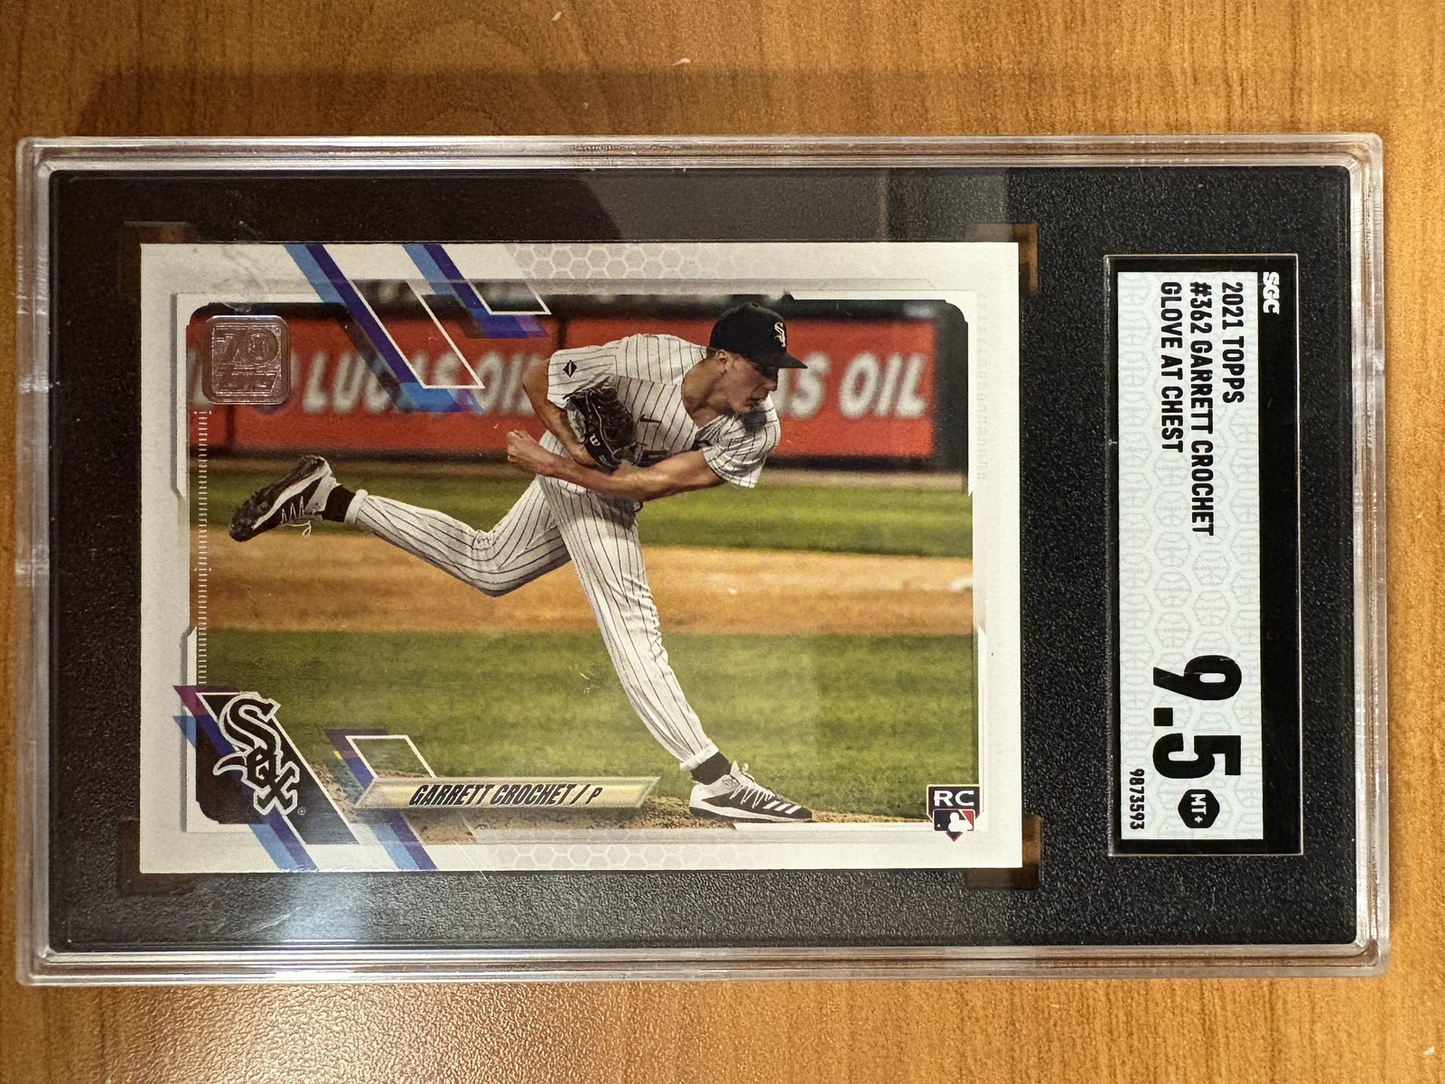 SGC
2021 TOPPS
#362 GARRETT CROCHET
GLOVE AT CHEST
9.5
MT+
9873593
70
LUCAS OIL
AS OIL
Sox
Sox
GARRETT CROCHET / P
RC